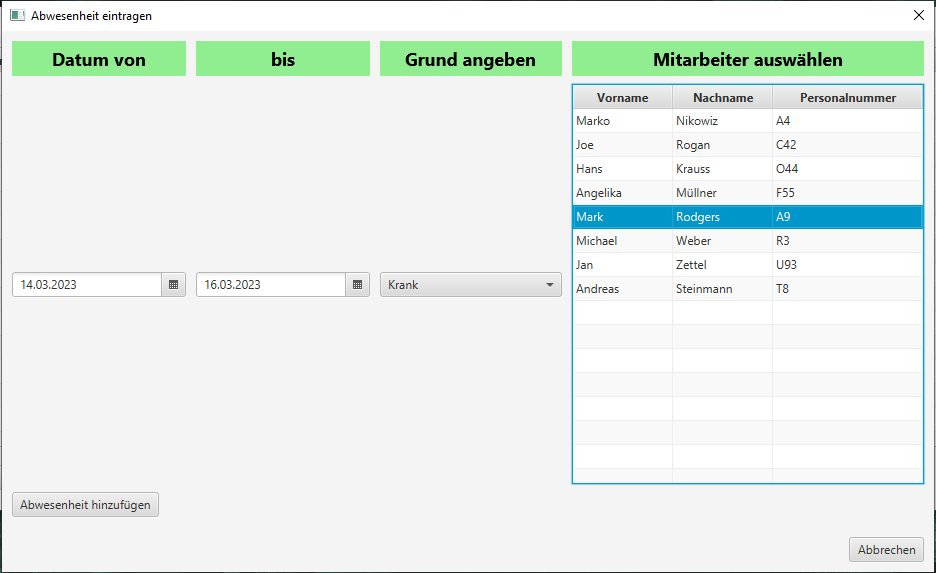 Abwesenheit eintragen
Datum von bis Grund angeben Mitarbeiter auswählen
Vorname Nachname Personalnummer
Marko Nikowiz A4
Joe Rogan C42
Hans Krauss O44
Angelika Müllner F55
Mark Rodgers A9
Michael Weber R3
Jan Zettel U93
Andreas Steinmann T8
14.03.2023 16.03.2023 Krank
Abwesenheit hinzufügen
Abbrechen